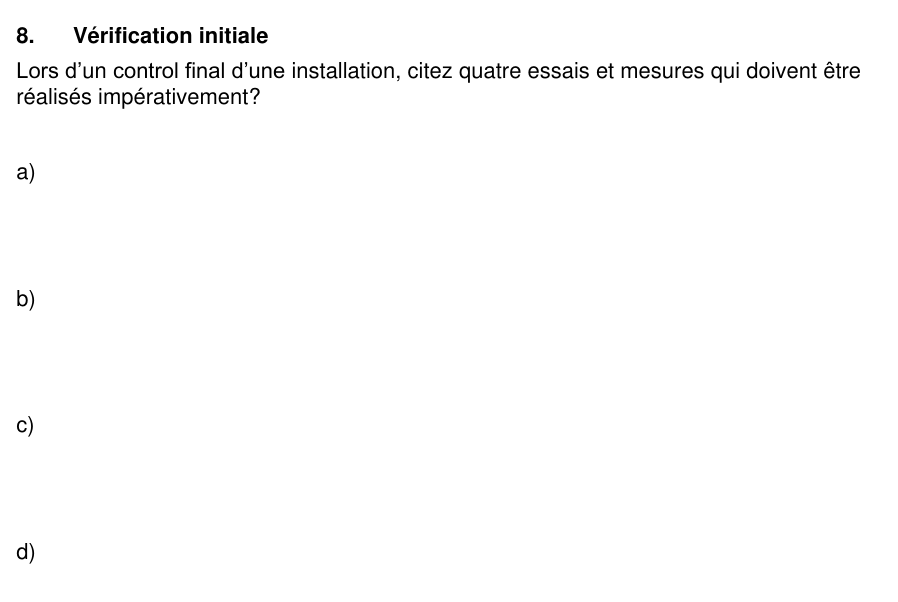 8. Vérification initiale
Lors d'un control final d'une installation, citez quatre essais et mesures qui doivent être
réalisés impérativement?
a)
b)
c)
d)